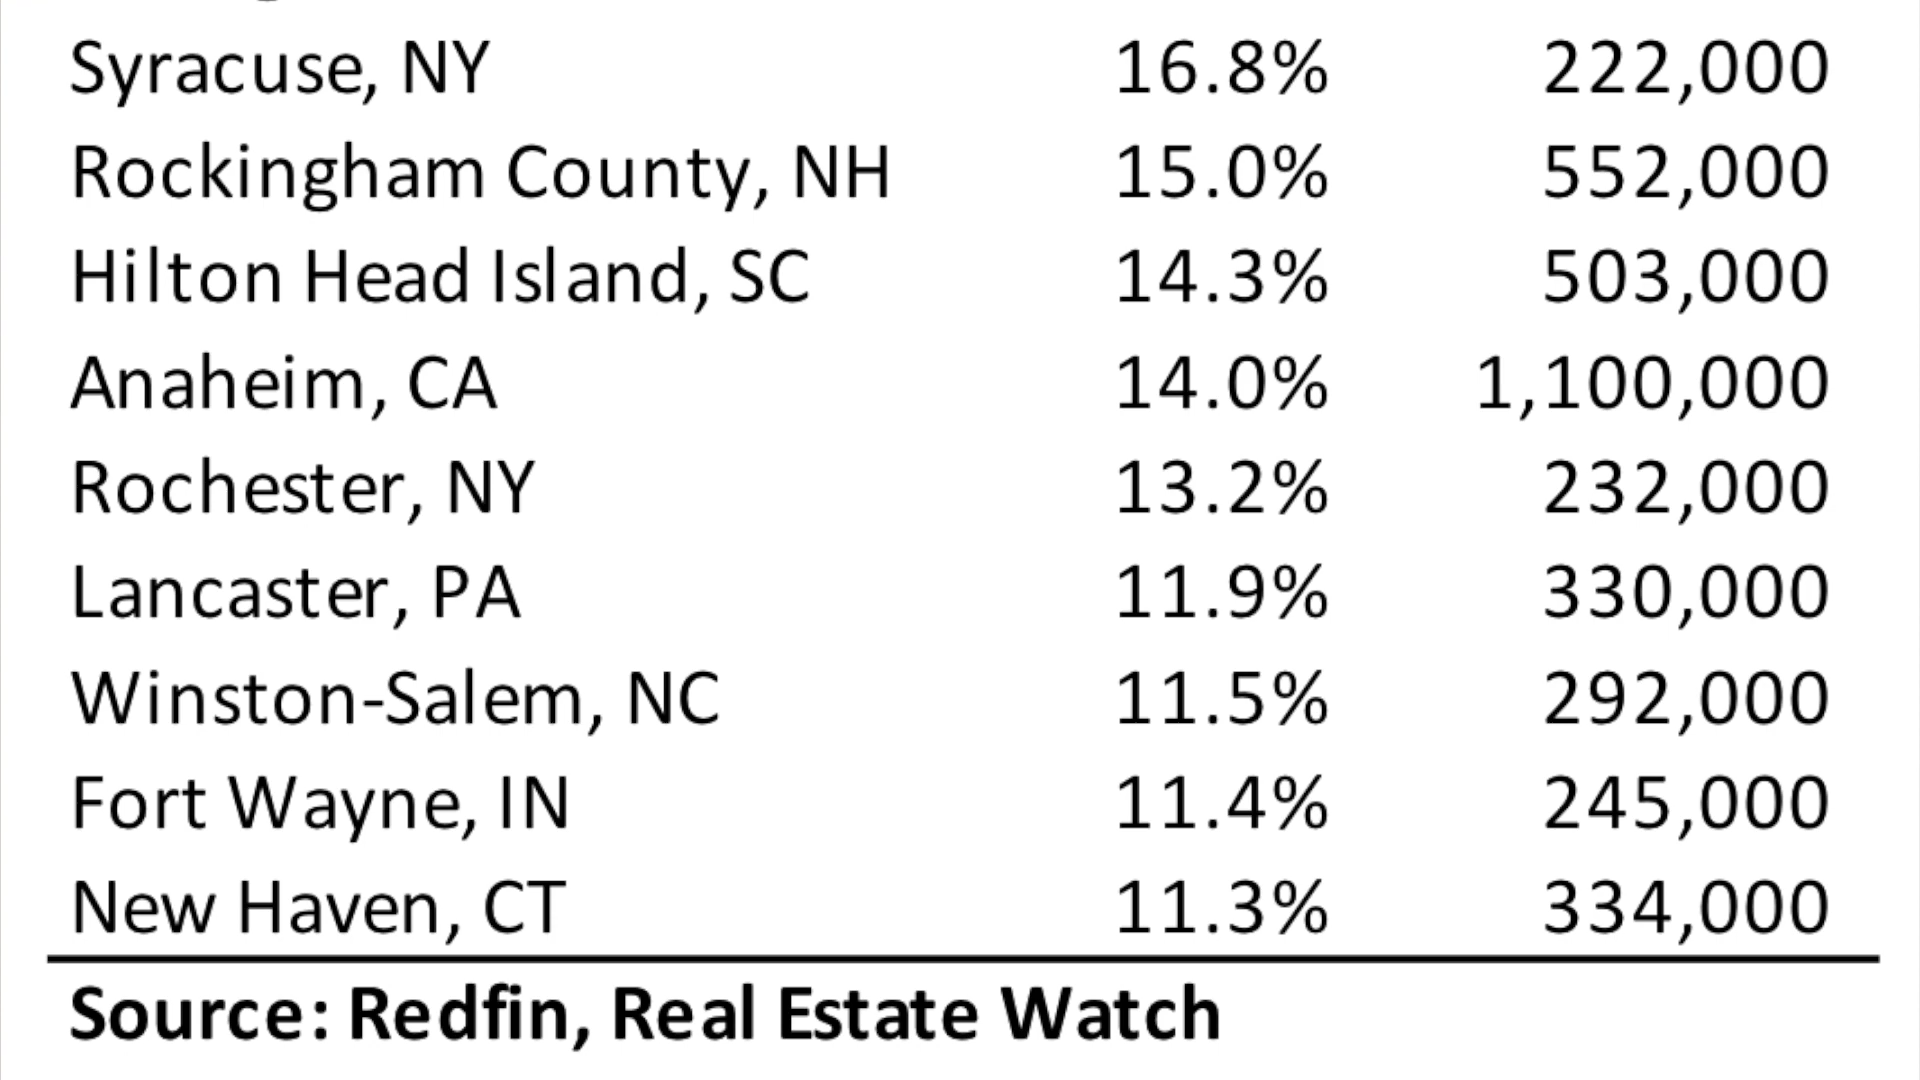 Syracuse, NY 16.8% 222,000
Rockingham County, NH 15.0% 552,000
Hilton Head Island, SC 14.3% 503,000
Anaheim, CA 14.0% 1,100,000
Rochester, NY 13.2% 232,000
Lancaster, PA 11.9% 330,000
Winston-Salem, NC 11.5% 292,000
Fort Wayne, IN 11.4% 245,000
New Haven, CT 11.3% 334,000
Source: Redfin, Real Estate Watch